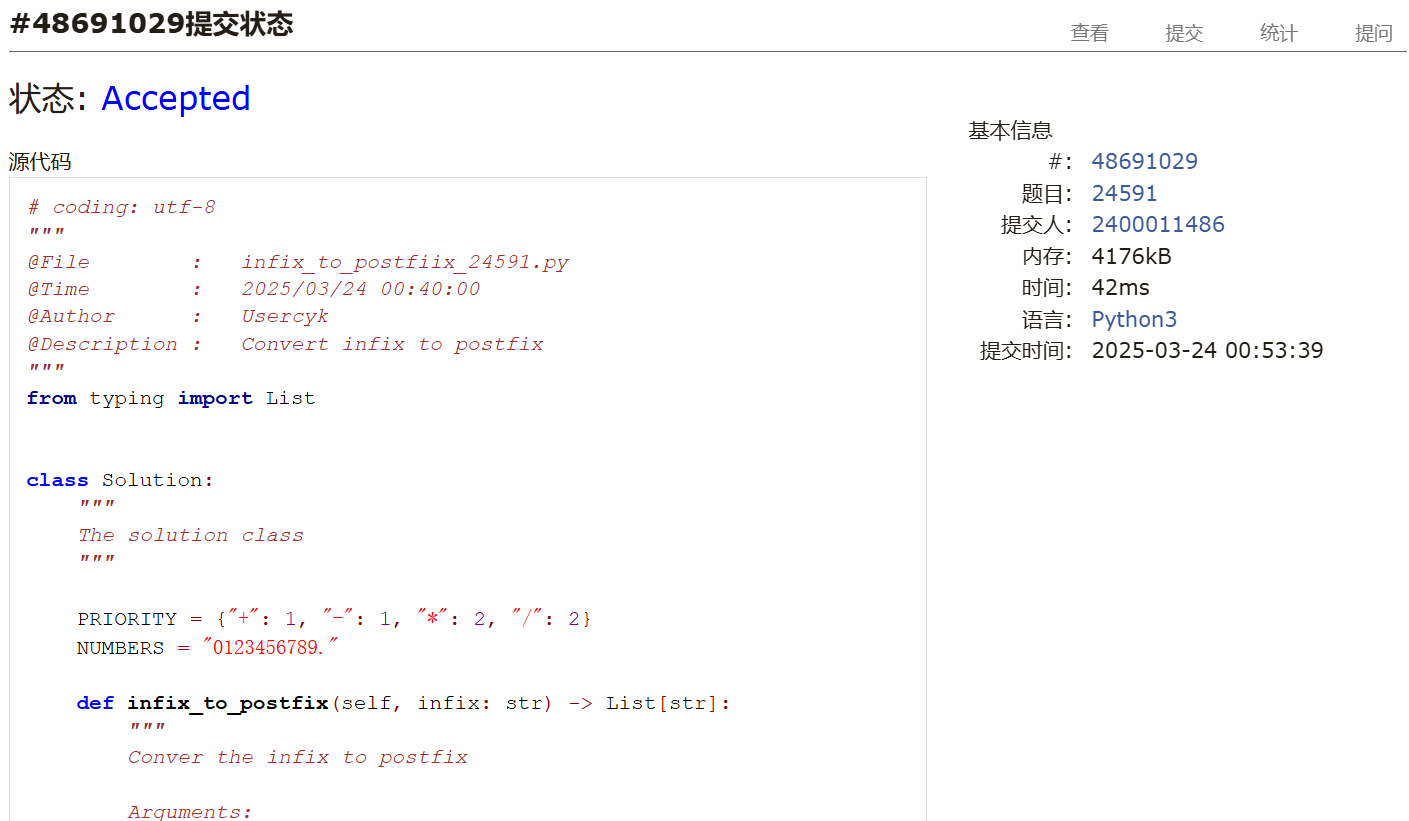 #48691029提交状态
查看 提交 统计 提问
状态: Accepted
源代码
# coding: utf-8
"""
@File : infix_to_postfiix_24591.py
@Time : 2025/03/24 00:40:00
@Author : Usercyk
@Description : Convert infix to postfix
"""
from typing import List
class Solution:
"""
The solution class
"""
PRIORITY = {"+": 1, "-": 1, "*": 2, "/": 2}
NUMBERS = "0123456789."
def infix_to_postfix(self, infix: str) -> List[str]:
"""
Conver the infix to postfix
Arguments:
基本信息
#: 48691029
题目: 24591
提交人: 2400011486
内存: 4176kB
时间: 42ms
语言: Python3
提交时间: 2025-03-24 00:53:39